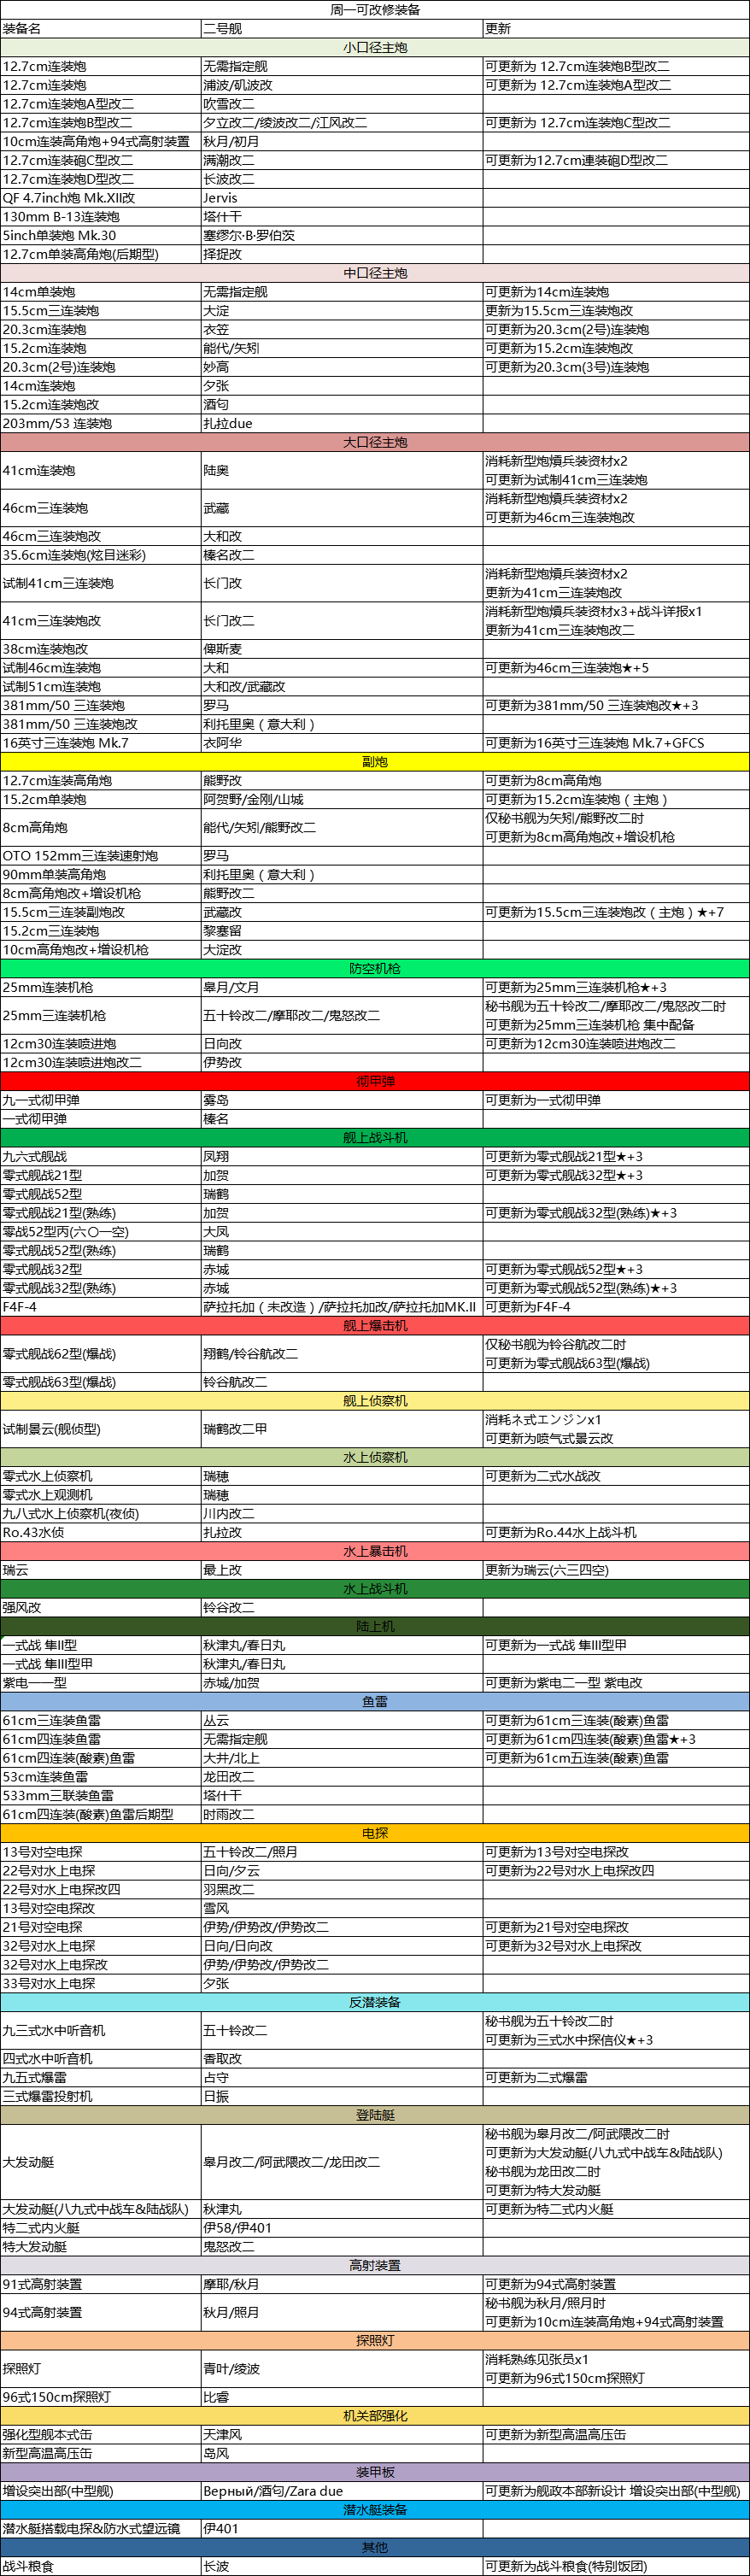 周一可改修装备
装备名 二号舰 更新
小口径主炮
12.7cm连装炮 无需指定舰 可更新为 12.7cm连装炮B型改二
12.7cm连装炮 浦波/矶波改 可更新为 12.7cm连装炮A型改二
12.7cm连装炮A型改二 吹雪改二
12.7cm连装炮B型改二 夕立改二/绫波改二/江风改二 可更新为 12.7cm连装炮C型改二
10cm连装高角炮+94式高射装置 秋月/初月
12.7cm连装砲C型改二 满潮改二 可更新为12.7cm連装砲D型改二
12.7cm连装炮D型改二 长波改二
QF 4.7inch炮 Mk.XII改 Jervis
130mm B-13连装炮 塔什干
5inch单装炮 Mk.30 塞缪尔·B·罗伯茨
12.7cm单装高角炮(后期型) 择捉改
中口径主炮
14cm单装炮 无需指定舰 可更新为14cm连装炮
15.5cm三连装炮 大淀 更新为15.5cm三连装炮改
20.3cm连装炮 衣笠 可更新为20.3cm(2号)连装炮
15.2cm连装炮 能代/矢矧 可更新为15.2cm连装炮改
20.3cm(2号)连装炮 妙高 可更新为20.3cm(3号)连装炮
14cm连装炮 夕张
15.2cm连装炮改 酒匂
203mm/53 连装炮 扎拉due
大口径主炮
41cm连装炮 陆奥 消耗新型炮熕兵装资材x2
可更新为试制41cm三连装炮
46cm三连装炮 武藏 消耗新型炮熕兵装资材x2
可更新为46cm三连装炮改
46cm三连装炮改 大和改
35.6cm连装炮(炫目迷彩) 榛名改二
试制41cm三连装炮 长门改 消耗新型炮熕兵装资材x2
更新为41cm三连装炮改
41cm三连装炮改 长门改二 消耗新型炮熕兵装资材x3+战斗详报x1
更新为41cm三连装炮改二
38cm连装炮改 俾斯麦
试制46cm连装炮 大和 可更新为46cm三连装炮★+5
试制51cm连装炮 大和改/武藏改
381mm/50 三连装炮 罗马 可更新为381mm/50 三连装炮改★+3
381mm/50 三连装炮改 利托里奥（意大利）
16英寸三连装炮 Mk.7 衣阿华 可更新为16英寸三连装炮 Mk.7+GFCS
副炮
12.7cm连装高角炮 熊野改 可更新为8cm高角炮
15.2cm单装炮 阿贺野/金刚/山城 可更新为15.2cm连装炮（主炮）
8cm高角炮 能代/矢矧/熊野改二 仅秘书舰为矢矧/熊野改二时
可更新为8cm高角炮改+增设机枪
OTO 152mm三连装速射炮 罗马
90mm单装高角炮 利托里奥（意大利）
8cm高角炮改+增设机枪 熊野改二
15.5cm三连装副炮改 武藏改 可更新为15.5cm三连装炮改（主炮）★+7
15.2cm三连装炮 黎塞留
10cm高角炮改+增设机枪 大淀改
防空机枪
25mm连装机枪 皋月/文月 可更新为25mm三连装机枪★+3
25mm三连装机枪 五十铃改二/摩耶改二/鬼怒改二 秘书舰为五十铃改二/摩耶改二/鬼怒改二时
可更新为25mm三连装机枪 集中配备
12cm30连装喷进炮 日向改 可更新为12cm30连装喷进炮改二
12cm30连装喷进炮改二 伊势改
彻甲弹
九一式彻甲弹 雾岛 可更新为一式彻甲弹
一式彻甲弹 榛名
舰上战斗机
九六式舰战 凤翔 可更新为零式舰战21型★+3
零式舰战21型 加贺 可更新为零式舰战32型★+3
零式舰战52型 瑞鹤
零式舰战21型(熟练) 加贺 可更新为零式舰战32型(熟练)★+3
零战52型丙(六〇一空) 大凤
零式舰战52型(熟练) 瑞鹤
零式舰战32型 赤城 可更新为零式舰战52型★+3
零式舰战32型(熟练) 赤城 可更新为零式舰战52型(熟练)★+3
F4F-4 萨拉托加（未改造）/萨拉托加改/萨拉托加MK.II 可更新为F4F-4
舰上爆击机
零式舰战62型(爆战) 翔鹤/铃谷航改二 仅秘书舰为铃谷航改二时
可更新为零式舰战63型(爆战)
零式舰战63型(爆战) 铃谷航改二
舰上侦察机
试制景云(舰侦型) 瑞鹤改二甲 消耗ネ式エンジンx1
可更新为喷气式景云改
水上侦察机
零式水上侦察机 瑞穂 可更新为二式水战改
零式水上观测机 瑞穂
九八式水上侦察机(夜侦) 川内改二
Ro.43水侦 扎拉改 可更新为Ro.44水上战斗机
水上暴击机
瑞云 最上改 更新为瑞云(六三四空)
水上战斗机
强风改 铃谷改二
陆上机
一式战 隼II型 秋津丸/春日丸 可更新为一式战 隼III型甲
一式战 隼III型甲 秋津丸/春日丸
紫电一一型 赤城/加贺 可更新为紫电二一型 紫电改
鱼雷
61cm三连装鱼雷 丛云 可更新为61cm三连装(酸素)鱼雷
61cm四连装鱼雷 无需指定舰 可更新为61cm四连装(酸素)鱼雷★+3
61cm四连装(酸素)鱼雷 大井/北上 可更新为61cm五连装(酸素)鱼雷
53cm连装鱼雷 龙田改二
533mm三联装鱼雷 塔什干
61cm四连装(酸素)鱼雷后期型 时雨改二
电探
13号对空电探 五十铃改二/照月 可更新为13号对空电探改
22号对水上电探 日向/夕云 可更新为22号对水上电探改四
22号对水上电探改四 羽黑改二
13号对空电探改 雪风
21号对空电探 伊势/伊势改/伊势改二 可更新为21号对空电探改
32号对水上电探 日向/日向改 可更新为32号对水上电探改
32号对水上电探改 伊势/伊势改/伊势改二
33号对水上电探 夕张
反潜装备
九三式水中听音机 五十铃改二 秘书舰为五十铃改二时
可更新为三式水中探信仪★+3
四式水中听音机 香取改
九五式爆雷 占守 可更新为二式爆雷
三式爆雷投射机 日振
登陆艇
大发动艇 皋月改二/阿武隈改二/龙田改二 秘书舰为皋月改二/阿武隈改二时
可更新为大发动艇(八九式中战车&陆战队)
秘书舰为龙田改二时
可更新为特大发动艇
大发动艇(八九式中战车&陆战队) 秋津丸 可更新为特二式内火艇
特二式内火艇 伊58/伊401
特大发动艇 鬼怒改二
高射装置
91式高射装置 摩耶/秋月 可更新为94式高射装置
94式高射装置 秋月/照月 秘书舰为秋月/照月时
可更新为10cm连装高角炮+94式高射装置
探照灯
探照灯 青叶/绫波 消耗熟练见张员x1
可更新为96式150cm探照灯
96式150cm探照灯 比睿
机关部强化
强化型舰本式缶 天津风 可更新为新型高温高压缶
新型高温高压缶 岛风
装甲板
增设突出部(中型舰) Верный/酒匂/Zara due 可更新为舰政本部新设计 增设突出部(中型舰)
潜水艇装备
潜水艇搭载电探&防水式望远镜 伊401
其他
战斗粮食 长波 可更新为战斗粮食(特别饭团)